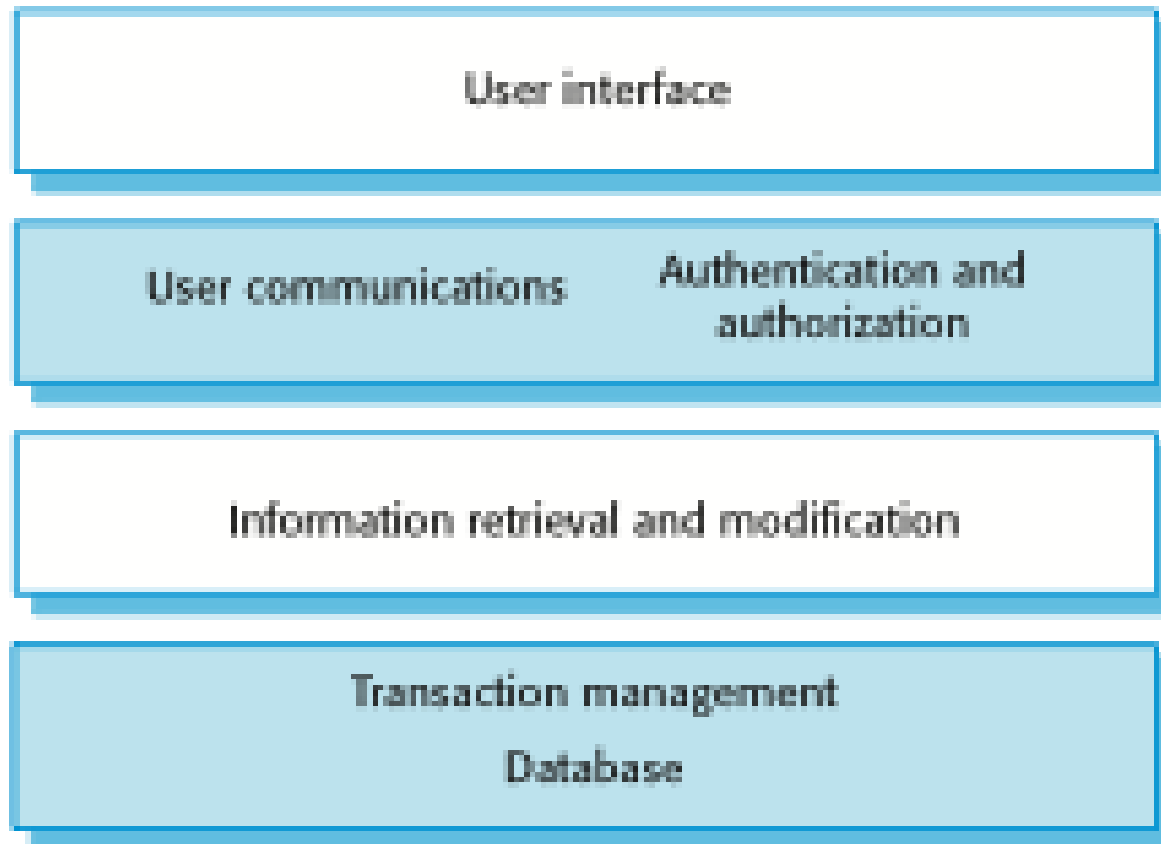 User interface
User communications
Authentication and
authorization
Information retrieval and modification
Transaction management
Database